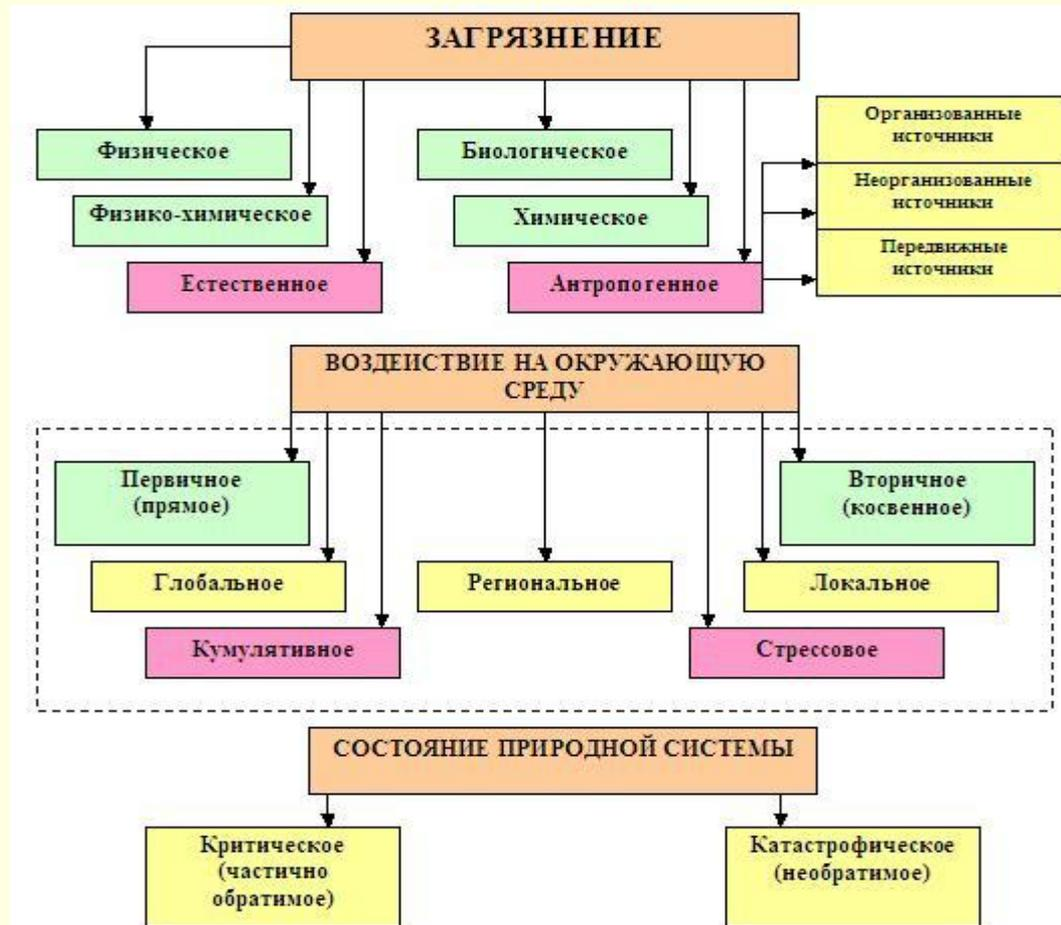 ЗАГРЯЗНЕНИЕ
Физическое
Биологическое
Организованные
источники
Физико-химическое
Химическое
Неорганизованные
источники
Естественное
Антропогенное
Передвижные
источники
ВОЗДЕИСТВИЕ НА ОКРУЖАЮЩУЮ
СРЕДУ
Первичное
(прямое)
Вторичное
(косвенное)
Глобальное
Региональное
Локальное
Кумулятивное
Стрессовое
СОСТОЯНИЕ ПРИРОДНОЙ СИСТЕМЫ
Критическое
(частично
обратимое)
Катастрофическое
(необратимое)